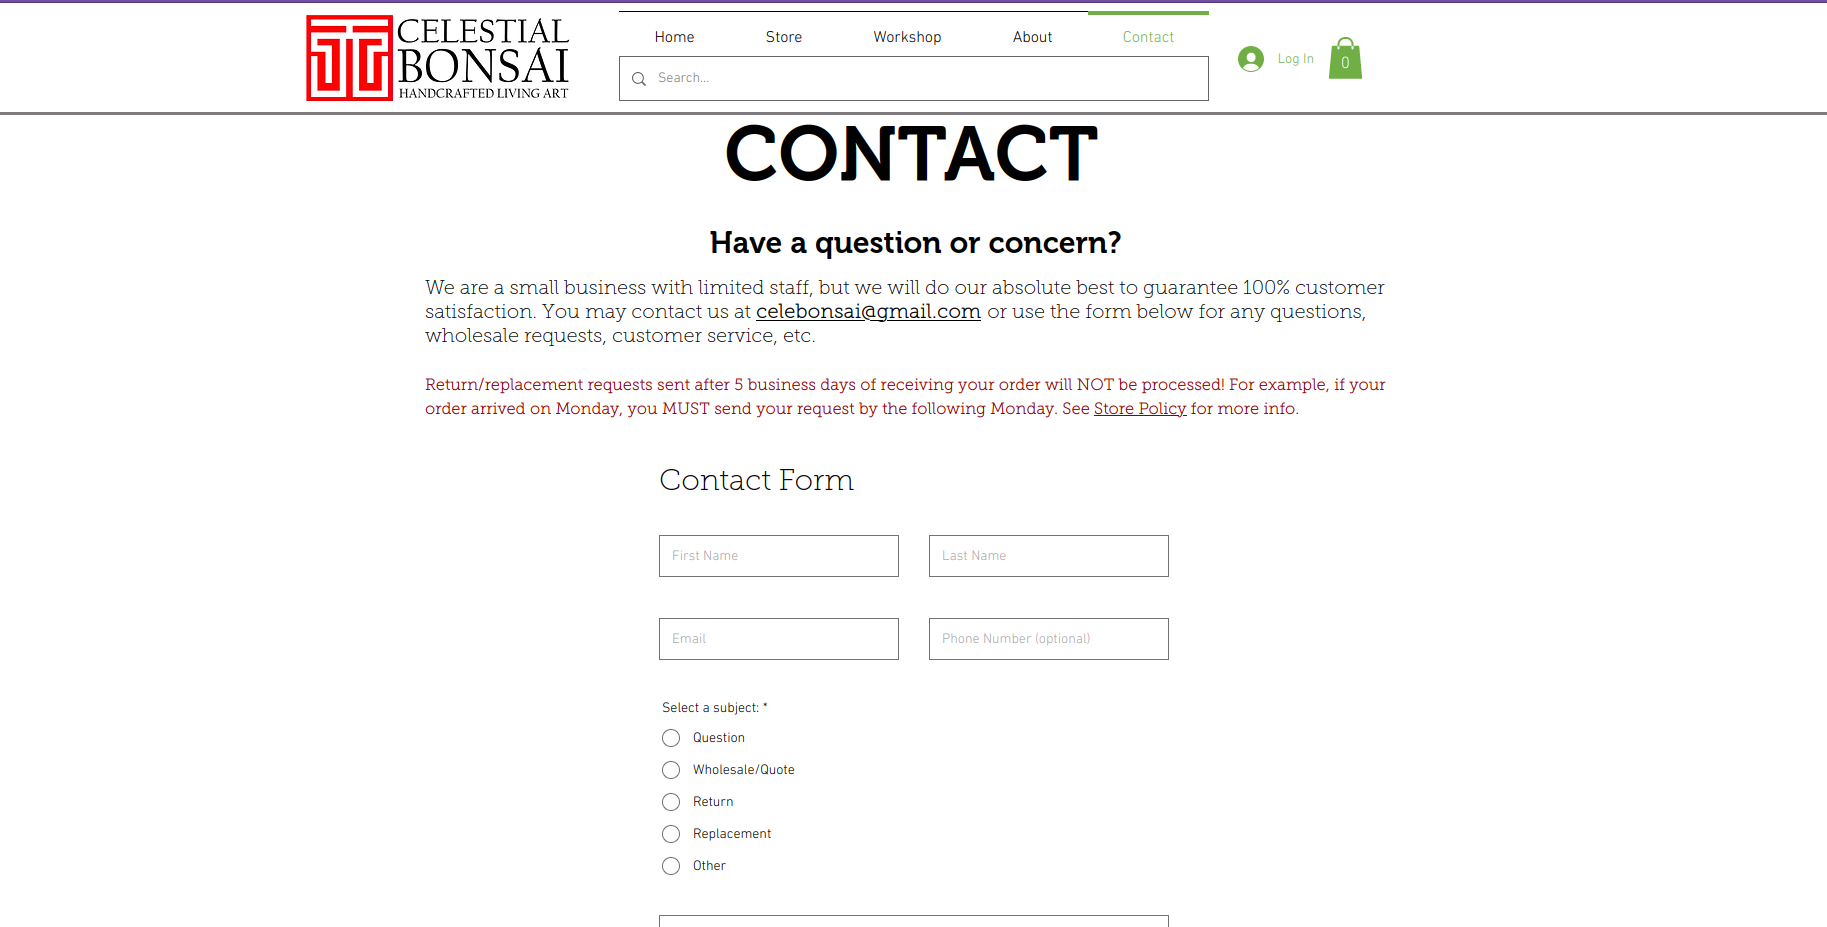 CELESTIAL
BONSAI
HANDCRAFTED LIVING ART
Home Store Workshop About Contact
Search...
Log In
0
CONTACT
Have a question or concern?
We are a small business with limited staff, but we will do our absolute best to guarantee 100% customer
satisfaction. You may contact us at celebonsai@gmail.com or use the form below for any questions,
wholesale requests, customer service, etc.
Return/replacement requests sent after 5 business days of receiving your order will NOT be processed! For example, if your
order arrived on Monday, you MUST send your request by the following Monday. See Store Policy for more info.
Contact Form
First Name Last Name
Email Phone Number (optional)
Select a subject: *
Question
Wholesale/Quote
Return
Replacement
Other